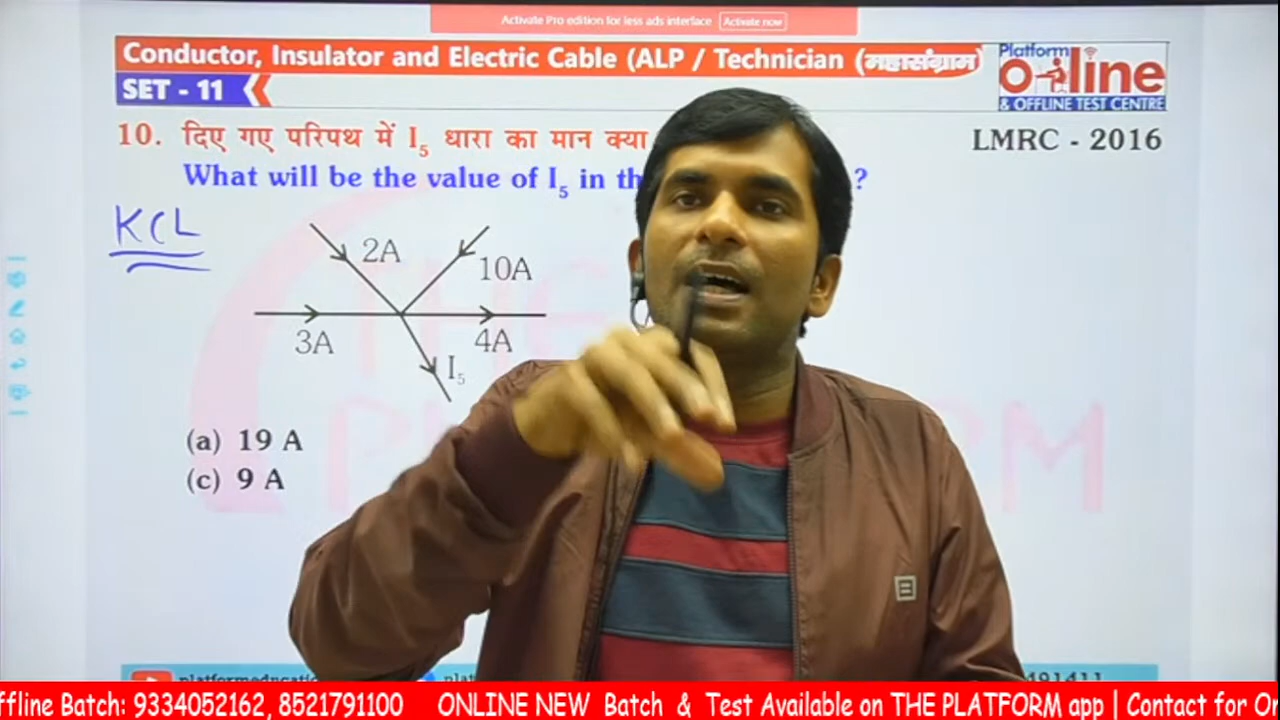 Activate Pro edition for less ads interface Activate now
Conductor, Insulator and Electric Cable (ALP / Technician (महासंग्राम)
Platform
Online
& OFFLINE TEST CENTRE
SET - 11
10. दिए गए परिपथ में I5 धारा का मान क्या
LMRC - 2016
What will be the value of I5 in th ?
KCL
2A
10A
3A
4A
I5
(a) 19 A
(c) 9 A
ffline Batch: 9334052162, 8521791100 ONLINE NEW Batch & Test Available on THE PLATFORM app | Contact for On